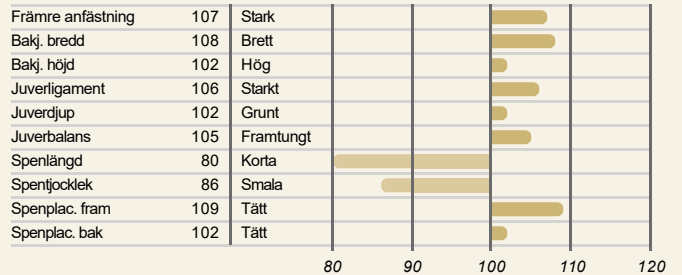 Främre anfästning 107 Stark
Bakj. bredd 108 Brett
Bakj. höjd 102 Hög
Juverligament 106 Starkt
Juverdjup 102 Grunt
Juverbalans 105 Framtungt
Spenlängd 80 Korta
Spentjocklek 86 Smala
Spenplac. fram 109 Tätt
Spenplac. bak 102 Tätt
80 90 100 110 120